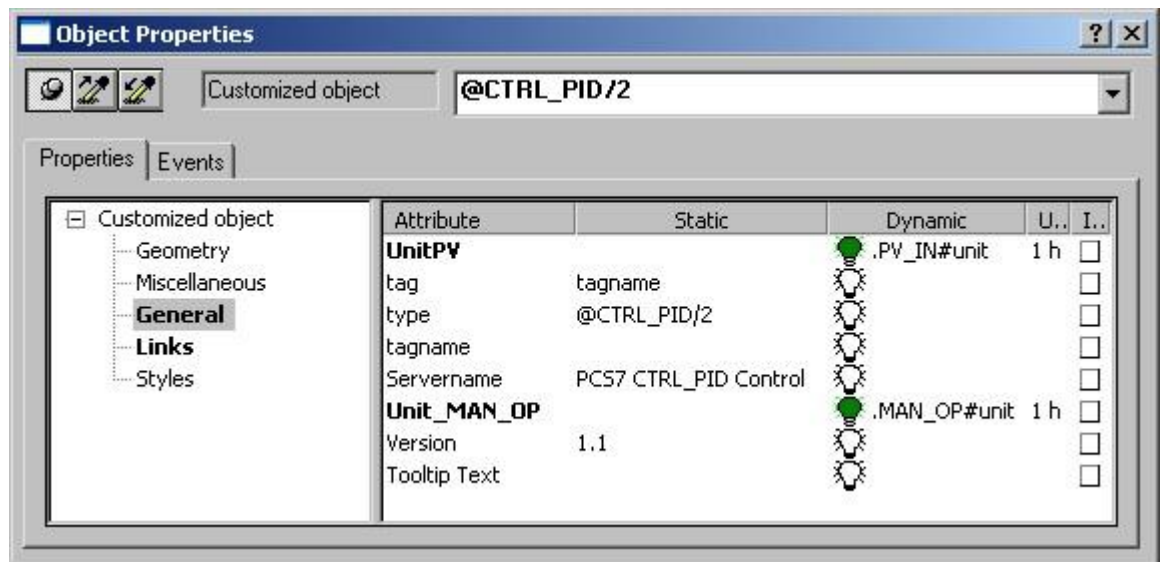 Object Properties
Customized object @CTRL_PID/2
Properties Events
Customized object
Geometry
Miscellaneous
General
Links
Styles
Attribute Static Dynamic U.. I..
UnitPV .PV_IN#unit 1 h
tag tagname
type @CTRL_PID/2
tagname
Servername PCS7 CTRL_PID Control
Unit_MAN_OP .MAN_OP#unit 1 h
Version 1.1
Tooltip Text